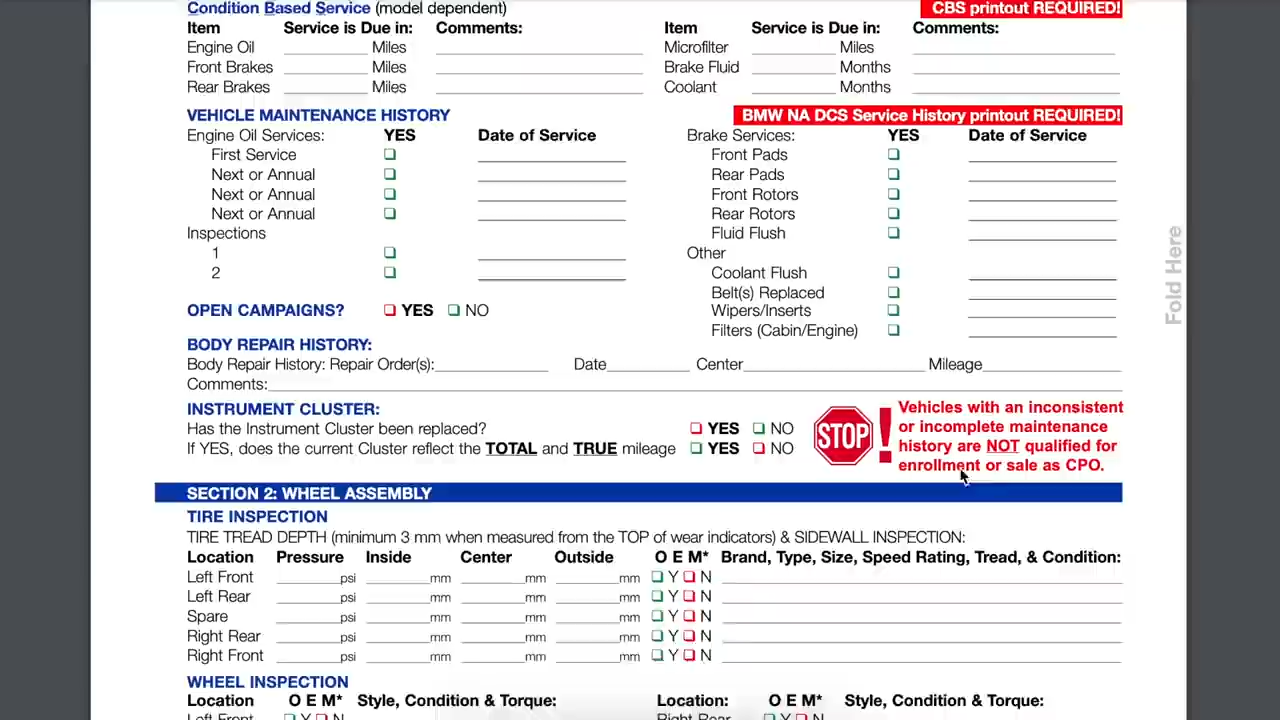 Condition Based Service (model dependent) CBS printout REQUIRED!
Item Service is Due in: Comments: Item Service is Due in: Comments:
Engine Oil Miles Microfilter Miles
Front Brakes Miles Brake Fluid Months
Rear Brakes Miles Coolant Months
VEHICLE MAINTENANCE HISTORY BMW NA DCS Service History printout REQUIRED!
Engine Oil Services: YES Date of Service Brake Services: YES Date of Service
First Service Front Pads
Next or Annual Rear Pads
Next or Annual Front Rotors
Next or Annual Rear Rotors
Inspections Fluid Flush
1 Other
2 Coolant Flush
Belt(s) Replaced
OPEN CAMPAIGNS? YES NO Wipers/Inserts
Filters (Cabin/Engine)
BODY REPAIR HISTORY:
Body Repair History: Repair Order(s): Date Center Mileage
Comments:
INSTRUMENT CLUSTER:
Has the Instrument Cluster been replaced? YES NO
If YES, does the current Cluster reflect the TOTAL and TRUE mileage YES NO
STOP!
Vehicles with an inconsistent
or incomplete maintenance
history are NOT qualified for
enrollment or sale as CPO.
Fold Here
SECTION 2: WHEEL ASSEMBLY
TIRE INSPECTION
TIRE TREAD DEPTH (minimum 3 mm when measured from the TOP of wear indicators) & SIDEWALL INSPECTION:
Location Pressure Inside Center Outside O E M* Brand, Type, Size, Speed Rating, Tread, & Condition:
Left Front psi mm mm mm Y N
Left Rear psi mm mm mm Y N
Spare psi mm mm mm Y N
Right Rear psi mm mm mm Y N
Right Front psi mm mm mm Y N
WHEEL INSPECTION
Location O E M* Style, Condition & Torque: Location: O E M* Style, Condition & Torque:
Left Front Y N Right Rear Y N